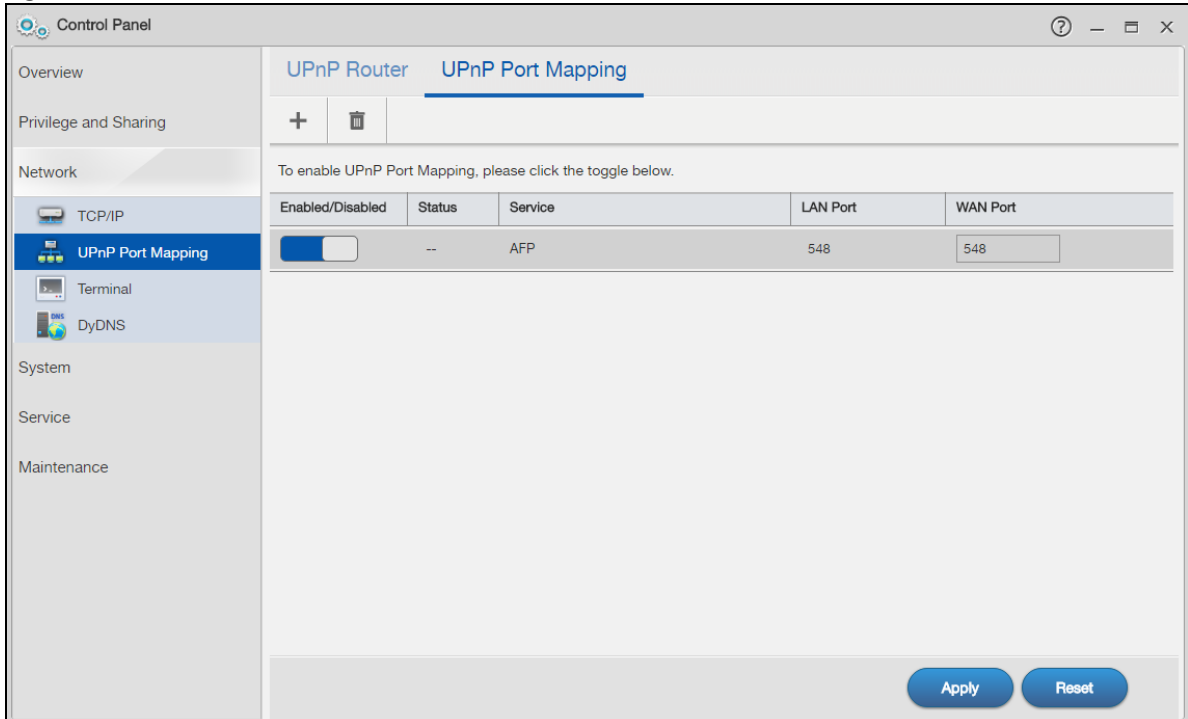 Control Panel
Overview
Privilege and Sharing
Network
TCP/IP
UPnP Port Mapping
Terminal
DNS
DyDNS
System
Service
Maintenance
UPnP Router UPnP Port Mapping
To enable UPnP Port Mapping, please click the toggle below.
Enabled/Disabled Status Service LAN Port WAN Port
-- AFP 548 548
Apply Reset